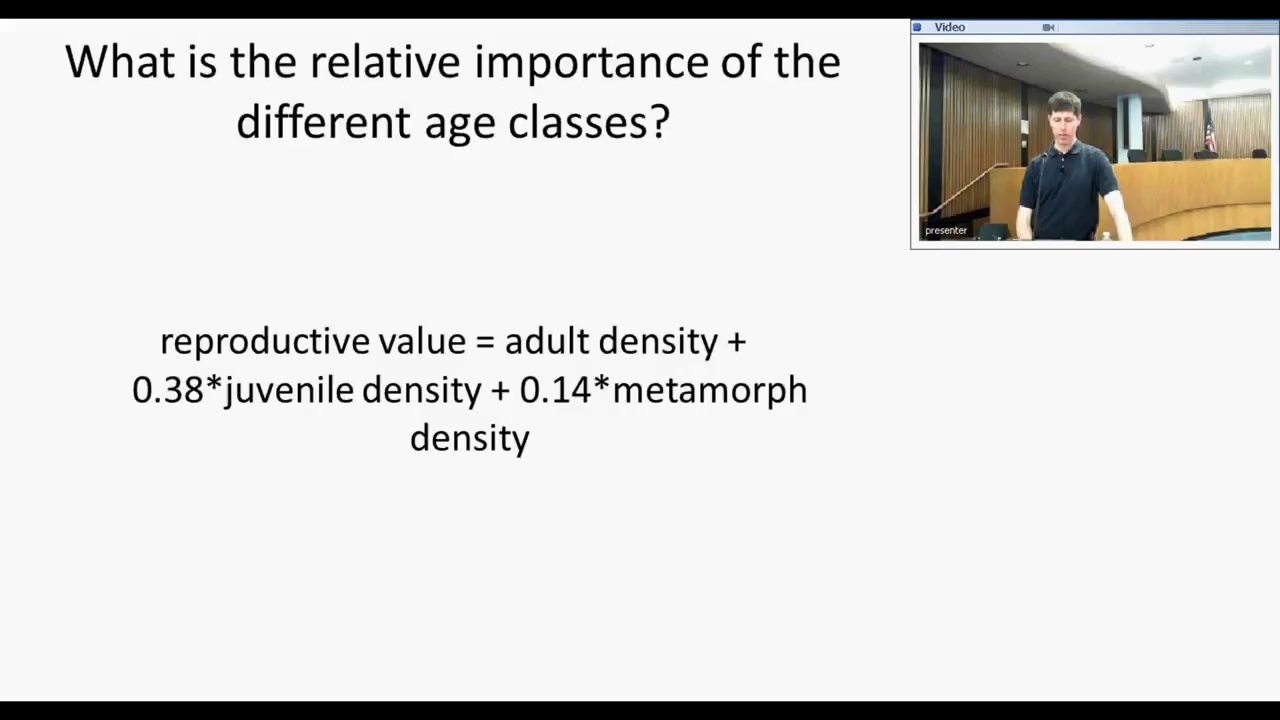 What is the relative importance of the
different age classes?
Video
presenter
reproductive value = adult density +
0.38*juvenile density + 0.14*metamorph
density